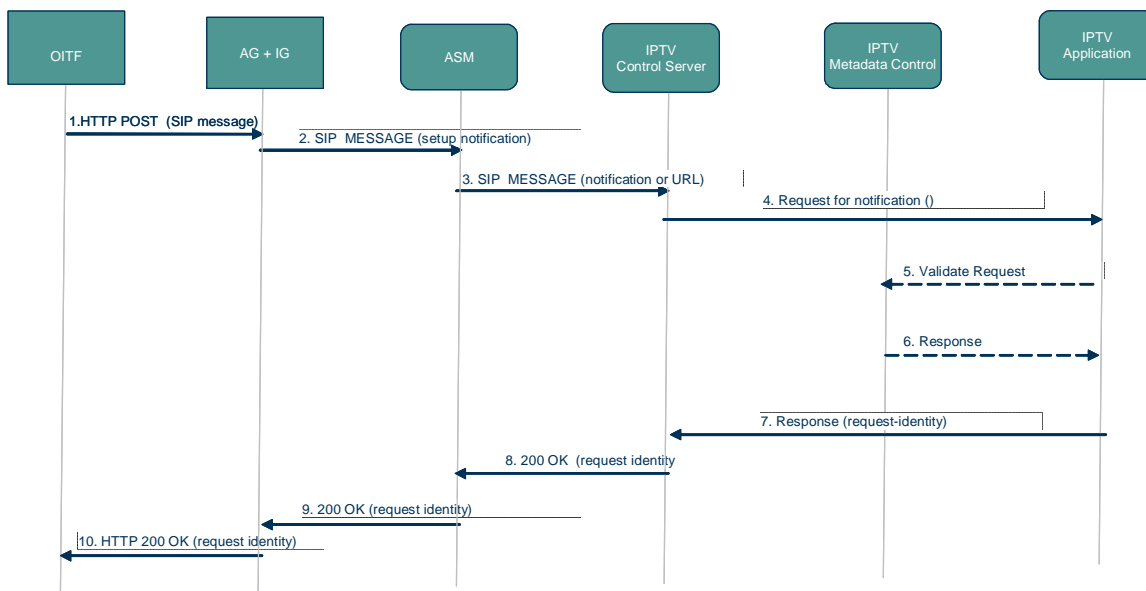 OITF
AG + IG
ASM
IPTV
Control Server
IPTV
Metadata Control
IPTV
Application
1.HTTP POST (SIP message)
2. SIP MESSAGE (setup notification)
3. SIP MESSAGE (notification or URL)
4. Request for notification ()
5. Validate Request
6. Response
7. Response (request-identity)
8. 200 OK (request identity
9. 200 OK (request identity)
10. HTTP 200 OK (request identity)